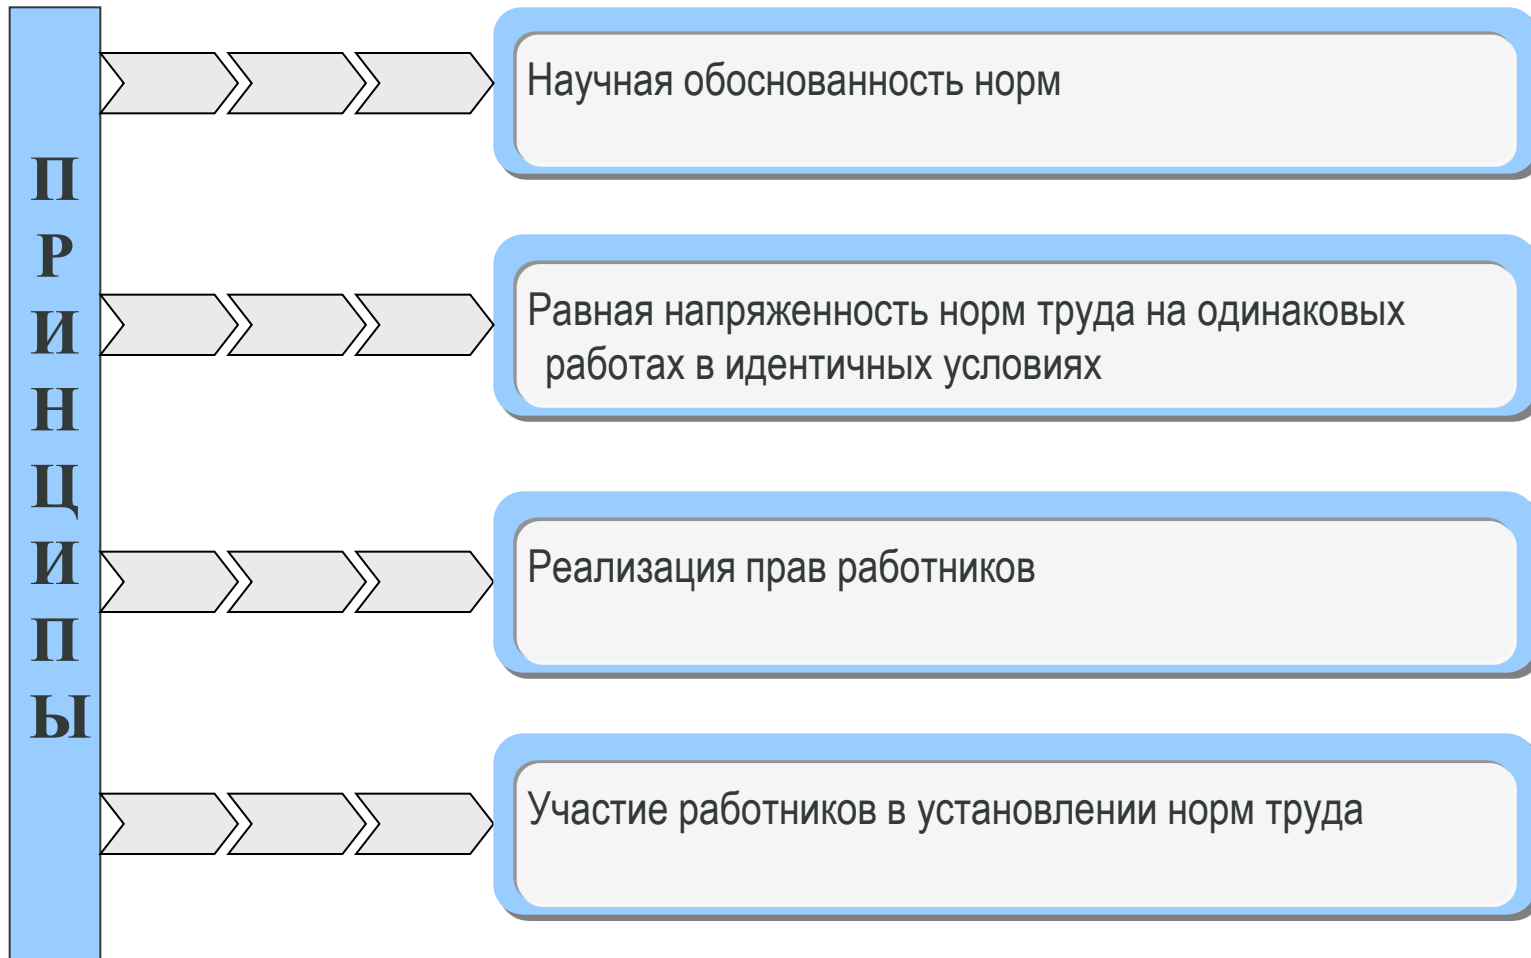 ПРИНЦИПЫ
Научная обоснованность норм
Равная напряженность норм труда на одинаковых
работах в идентичных условиях
Реализация прав работников
Участие работников в установлении норм труда